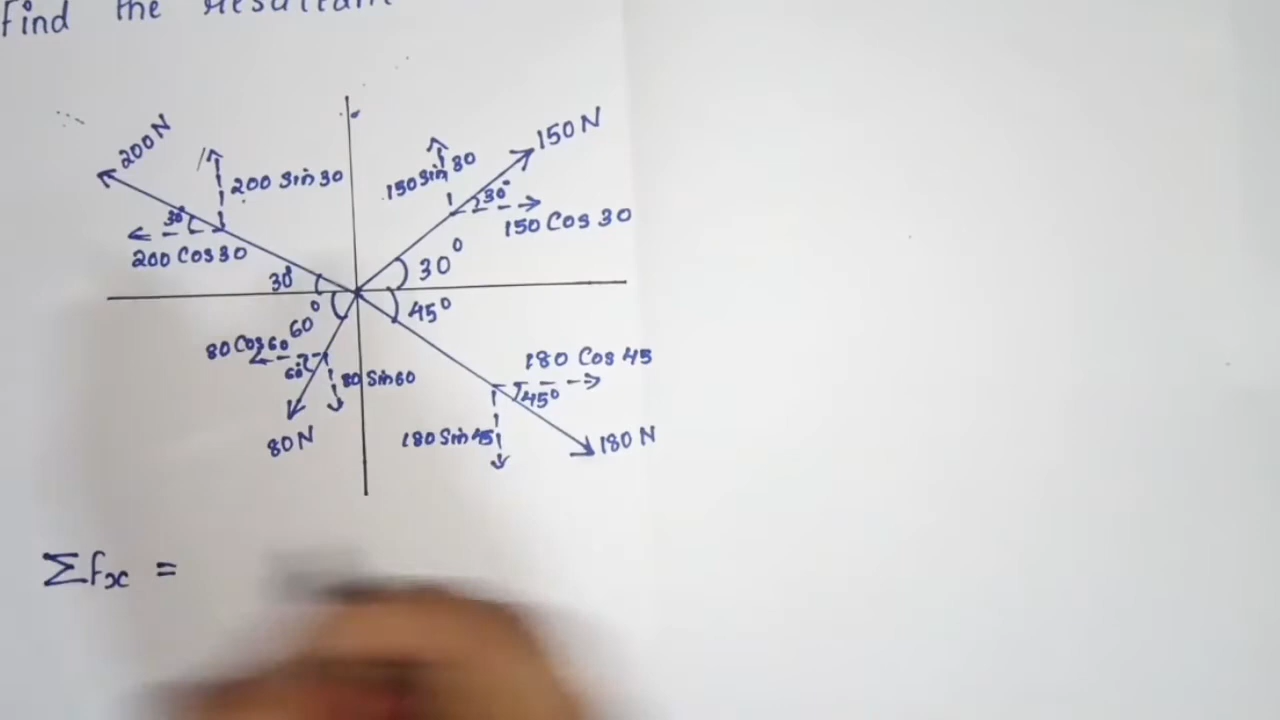 Find the Resultant
200 N
150 N
200 Sin 30
150 Sin 30
30°
30°
150 Cos 30
200 Cos 30
30°
30°
60°
45°
80 Cos 60
60°
80 Sin 60
180 Cos 45
45°
80 N
180 Sin 45
180 N
ΣFx =